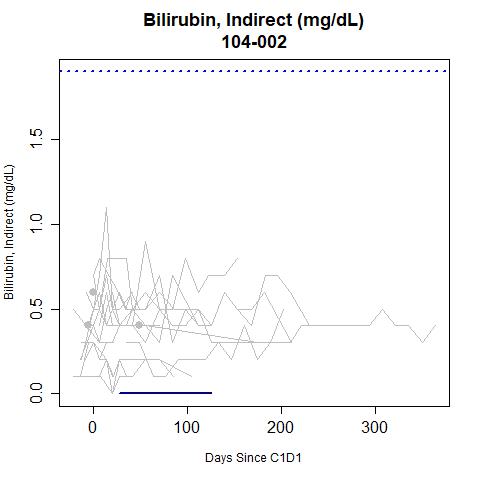 Bilirubin, Indirect (mg/dL)
104-002
Bilirubin, Indirect (mg/dL)
1.5
1.0
0.5
0.0
0 100 200 300
Days Since C1D1